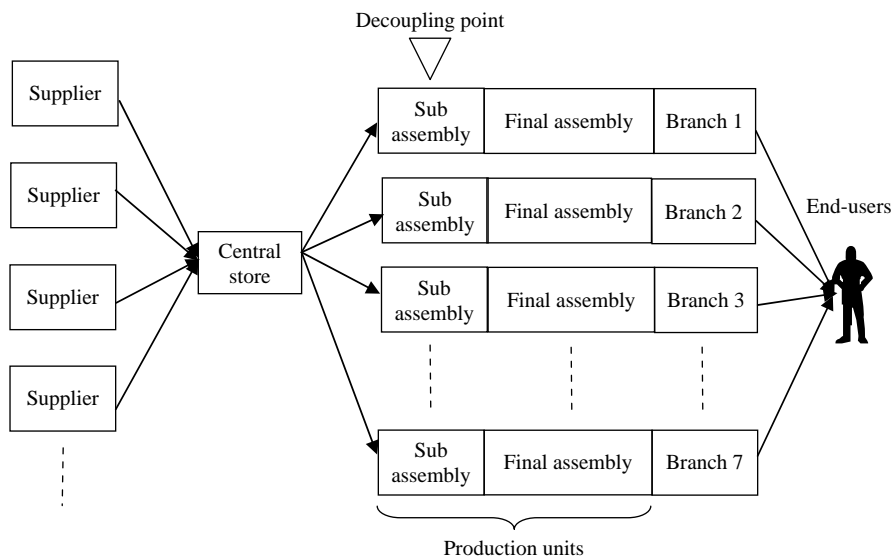 Decoupling point
Supplier
Supplier
Supplier
Supplier
Central
store
Sub
assembly
Final assembly
Branch 1
Sub
assembly
Final assembly
Branch 2
Sub
assembly
Final assembly
Branch 3
Sub
assembly
Final assembly
Branch 7
End-users
Production units